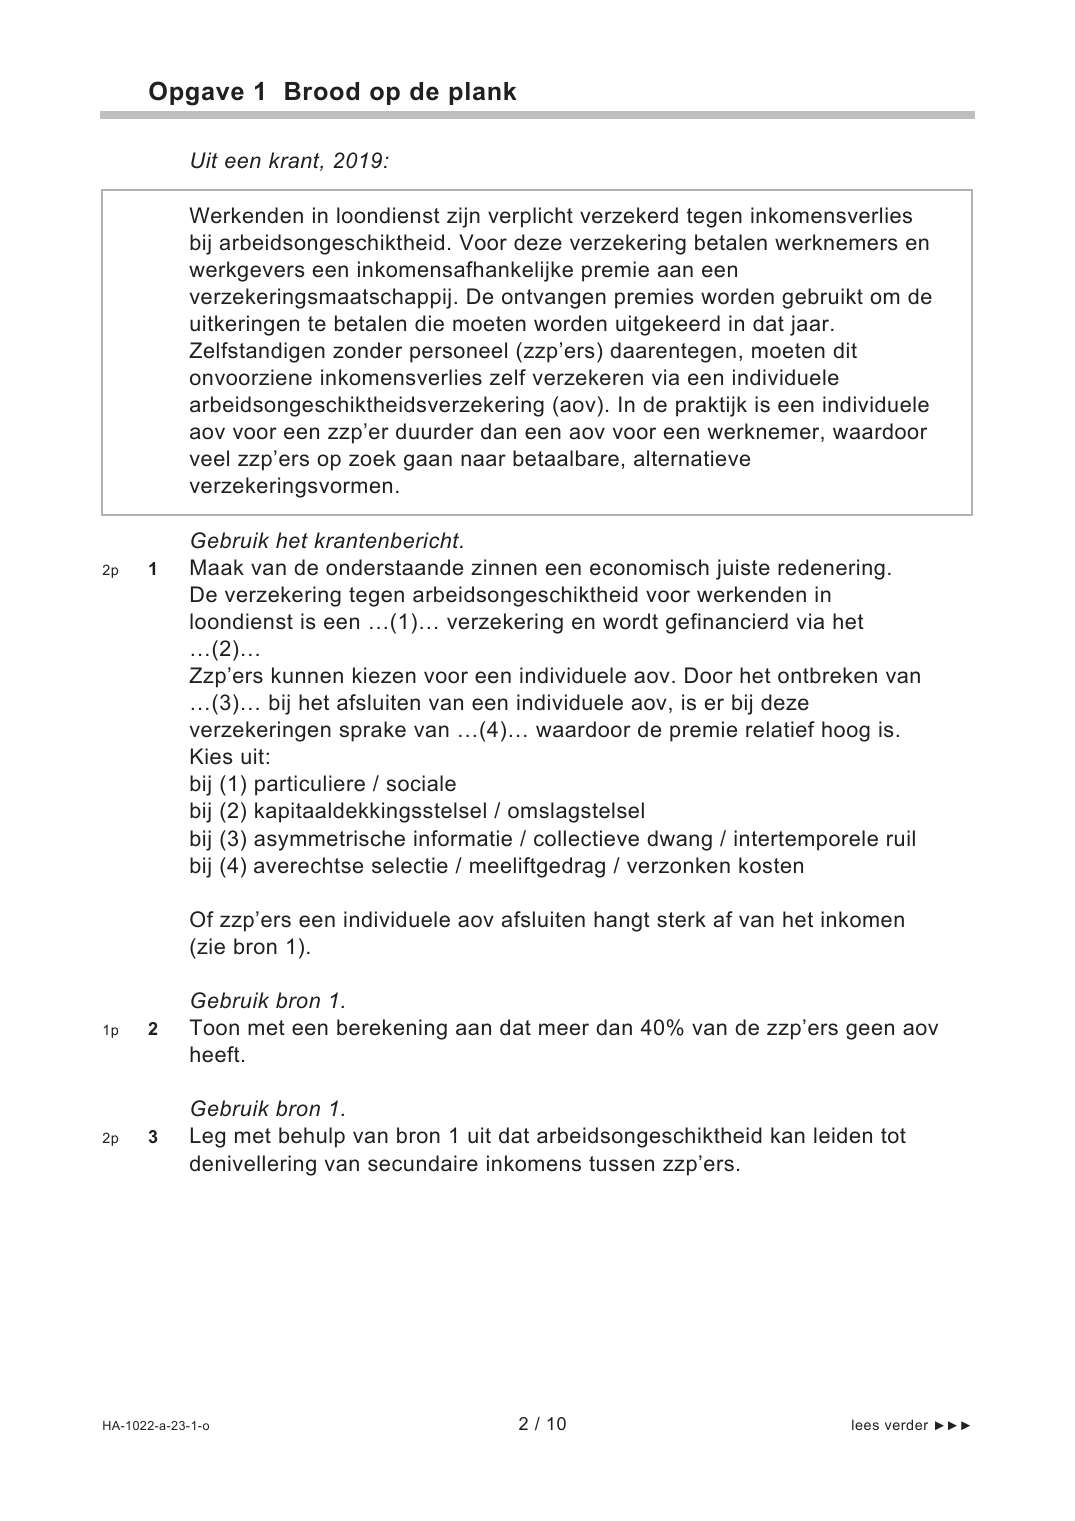 Opgave 1 Brood op de plank
Uit een krant, 2019:
Werkenden in loondienst zijn verplicht verzekerd tegen inkomensverlies
bij arbeidsongeschiktheid. Voor deze verzekering betalen werknemers en
werkgevers een inkomensafhankelijke premie aan een
verzekeringsmaatschappij. De ontvangen premies worden gebruikt om de
uitkeringen te betalen die moeten worden uitgekeerd in dat jaar.
Zelfstandigen zonder personeel (zzp’ers) daarentegen, moeten dit
onvoorziene inkomensverlies zelf verzekeren via een individuele
arbeidsongeschiktheidsverzekering (aov). In de praktijk is een individuele
aov voor een zzp’er duurder dan een aov voor een werknemer, waardoor
veel zzp’ers op zoek gaan naar betaalbare, alternatieve
verzekeringsvormen.
Gebruik het krantenbericht.
2p 1 Maak van de onderstaande zinnen een economisch juiste redenering.
De verzekering tegen arbeidsongeschiktheid voor werkenden in
loondienst is een …(1)… verzekering en wordt gefinancierd via het
…(2)…
Zzp’ers kunnen kiezen voor een individuele aov. Door het ontbreken van
…(3)… bij het afsluiten van een individuele aov, is er bij deze
verzekeringen sprake van …(4)… waardoor de premie relatief hoog is.
Kies uit:
bij (1) particuliere / sociale
bij (2) kapitaaldekkingsstelsel / omslagstelsel
bij (3) asymmetrische informatie / collectieve dwang / intertemporele ruil
bij (4) averechtse selectie / meeliftgedrag / verzonken kosten
Of zzp’ers een individuele aov afsluiten hangt sterk af van het inkomen
(zie bron 1).
Gebruik bron 1.
1p 2 Toon met een berekening aan dat meer dan 40% van de zzp’ers geen aov
heeft.
Gebruik bron 1.
2p 3 Leg met behulp van bron 1 uit dat arbeidsongeschiktheid kan leiden tot
denivellering van secundaire inkomens tussen zzp’ers.
HA-1022-a-23-1-o 2 / 10 lees verder ►►►